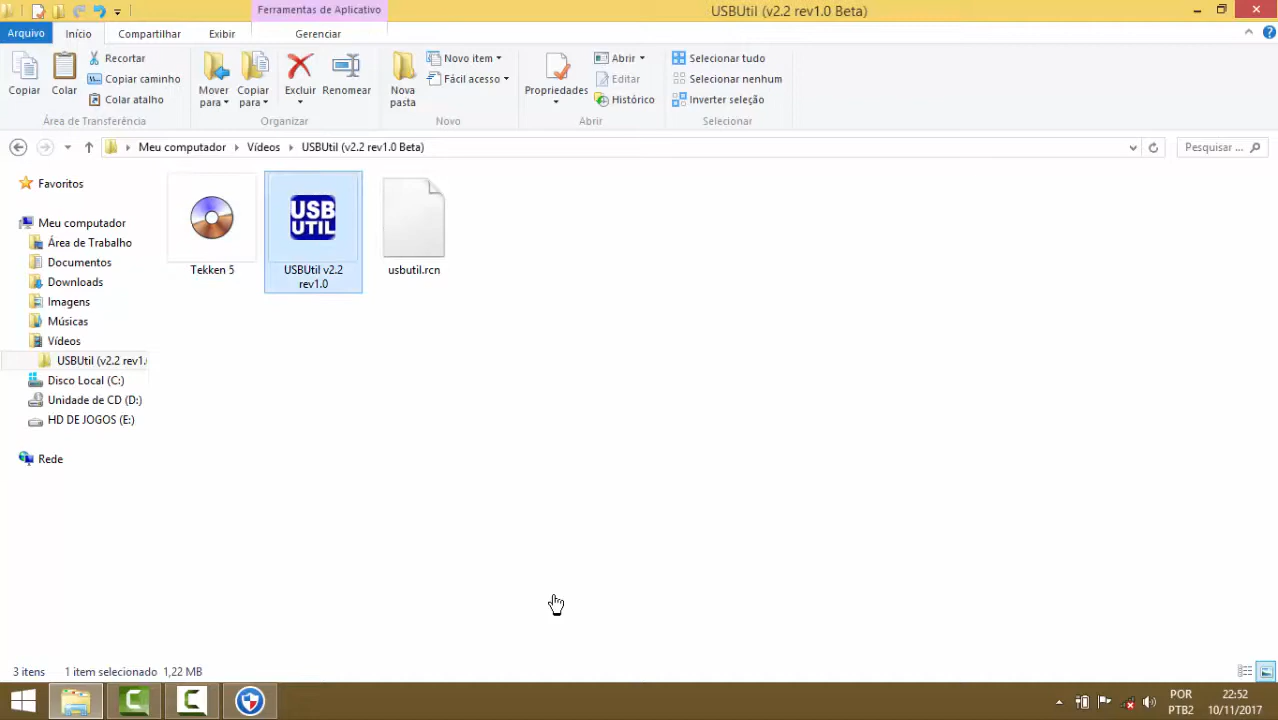 Ferramentas de Aplicativo
USBUtil (v2.2 rev1.0 Beta)
Arquivo
Início
Compartilhar
Exibir
Gerenciar
Copiar
Colar
Recortar
Copiar caminho
Colar atalho
Área de Transferência
Mover para
Copiar para
Excluir
Renomear
Organizar
Nova pasta
Novo item
Fácil acesso
Novo
Propriedades
Abrir
Editar
Histórico
Abrir
Selecionar tudo
Selecionar nenhum
Inverter seleção
Selecionar
Meu computador
Vídeos
USBUtil (v2.2 rev1.0 Beta)
Pesquisar ...
Favoritos
Meu computador
Área de Trabalho
Documentos
Downloads
Imagens
Músicas
Vídeos
USBUtil (v2.2 rev1.
Disco Local (C:)
Unidade de CD (D:)
HD DE JOGOS (E:)
Rede
Tekken 5
USB
UTIL
USBUtil v2.2
rev1.0
usbutil.rcn
3 itens
1 item selecionado 1,22 MB
POR
PTB2
22:52
10/11/2017